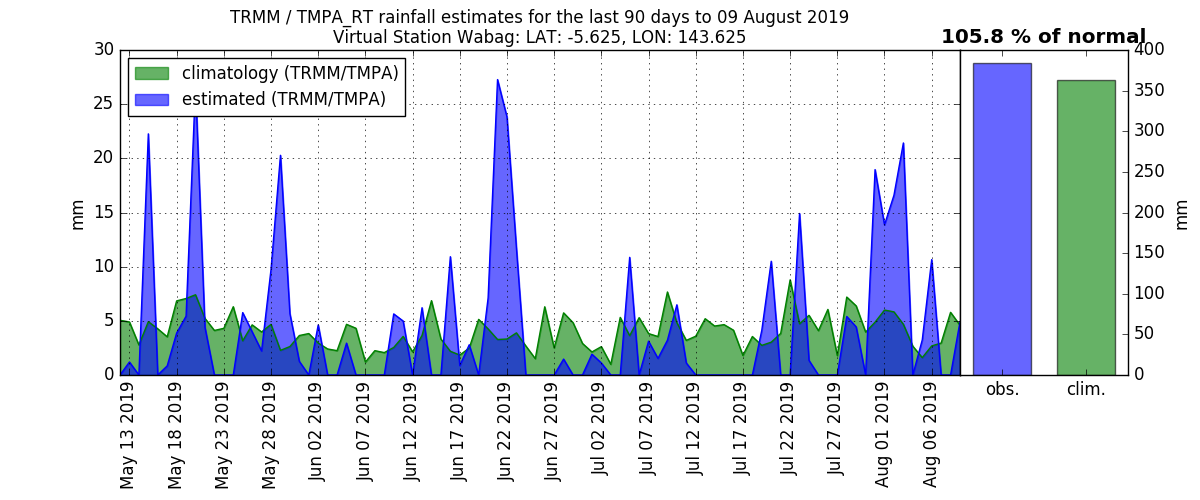 TRMM / TMPA_RT rainfall estimates for the last 90 days to 09 August 2019
Virtual Station Wabag: LAT: -5.625, LON: 143.625
105.8 % of normal
climatology (TRMM/TMPA)
estimated (TRMM/TMPA)
30
25
20
15
10
5
0
mm
400
350
300
250
200
150
100
50
0
mm
obs.
clim.
May 13 2019
May 18 2019
May 23 2019
May 28 2019
Jun 02 2019
Jun 07 2019
Jun 12 2019
Jun 17 2019
Jun 22 2019
Jun 27 2019
Jul 02 2019
Jul 07 2019
Jul 12 2019
Jul 17 2019
Jul 22 2019
Jul 27 2019
Aug 01 2019
Aug 06 2019